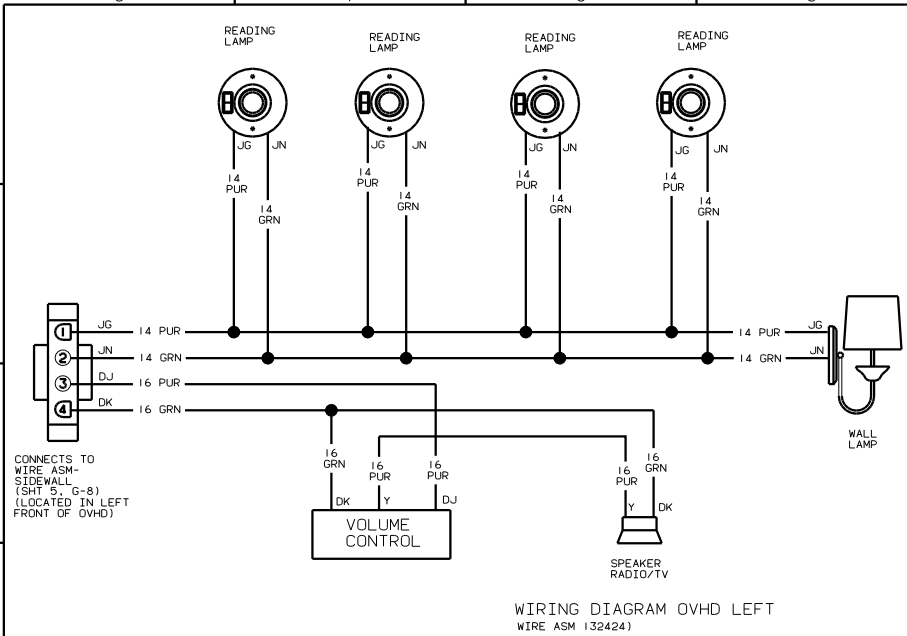 READING
LAMP
READING
LAMP
READING
LAMP
READING
LAMP
JG
JN
JG
JN
JG
JN
JG
JN
14
PUR
14
GRN
14
PUR
14
GRN
14
PUR
14
GRN
14
PUR
14
GRN
1
JG
14 PUR
14 PUR
JG
2
JN
14 GRN
14 GRN
JN
3
DJ
16 PUR
4
DK
16 GRN
WALL
LAMP
CONNECTS TO
WIRE ASM-
SIDEWALL
(SHT 5, G-8)
(LOCATED IN LEFT
FRONT OF OVHD)
16
GRN
16
PUR
16
PUR
16
PUR
16
GRN
DK
Y
DJ
Y
DK
VOLUME
CONTROL
SPEAKER
RADIO/TV
WIRING DIAGRAM OVHD LEFT
WIRE ASM 132424)